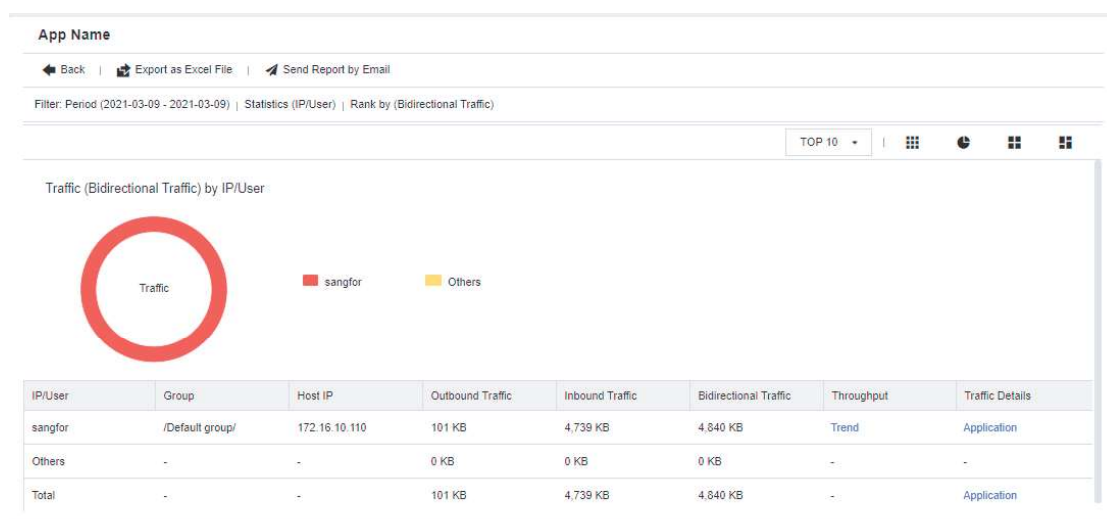 App Name
Back | Export as Excel File | Send Report by Email
Filter: Period (2021-03-09 - 2021-03-09) | Statistics (IP/User) | Rank by (Bidirectional Traffic)
TOP 10 |
Traffic (Bidirectional Traffic) by IP/User
Traffic sangfor Others
IP/User Group Host IP Outbound Traffic Inbound Traffic Bidirectional Traffic Throughput Traffic Details
sangfor /Default group/ 172.16.10.110 101 KB 4,739 KB 4,840 KB Trend Application
Others - - 0 KB 0 KB 0 KB - -
Total - - 101 KB 4,739 KB 4,840 KB - Application